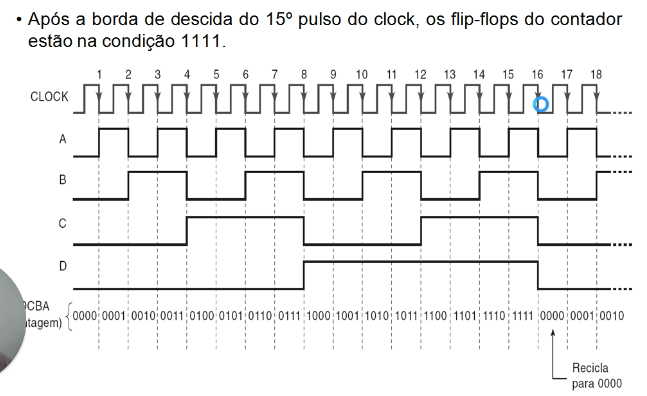 • Após a borda de descida do 15º pulso do clock, os flip-flops do contador
estão na condição 1111.
1 2 3 4 5 6 7 8 9 10 11 12 13 14 15 16 17 18
CLOCK
A
B
C
D
CBA
tagem) 0000 0001 0010 0011 0100 0101 0110 0111 1000 1001 1010 1011 1100 1101 1110 1111 0000 0001 0010
Recicla
para 0000